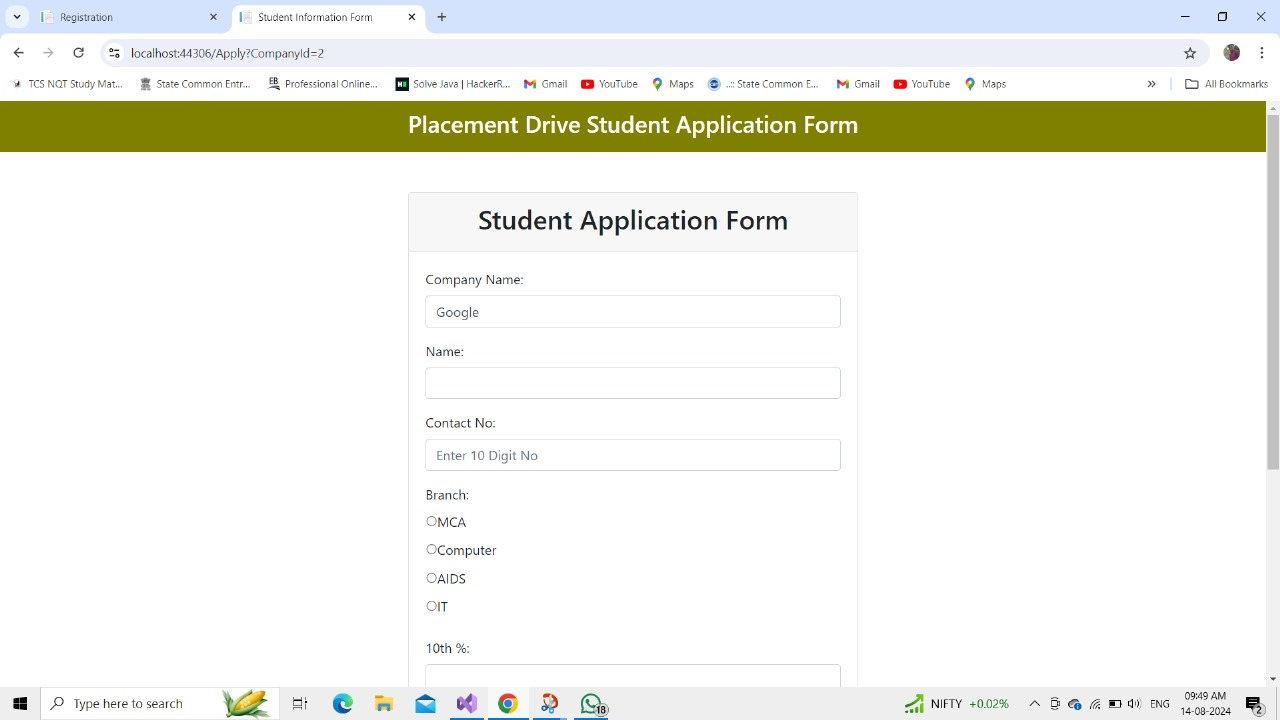 Registration
Student Information Form
localhost:44306/Apply?CompanyId=2
TCS NQT Study Mat...
State Common Entr...
Professional Online...
Solve Java | HackerR...
Gmail
YouTube
Maps
..:: State Common E...
Gmail
YouTube
Maps
All Bookmarks
Placement Drive Student Application Form
Student Application Form
Company Name:
Google
Name:
Contact No:
Enter 10 Digit No
Branch:
MCA
Computer
AIDS
IT
10th %:
Type here to search
18
NIFTY +0.02%
ENG
09:49 AM
14-08-2024
2